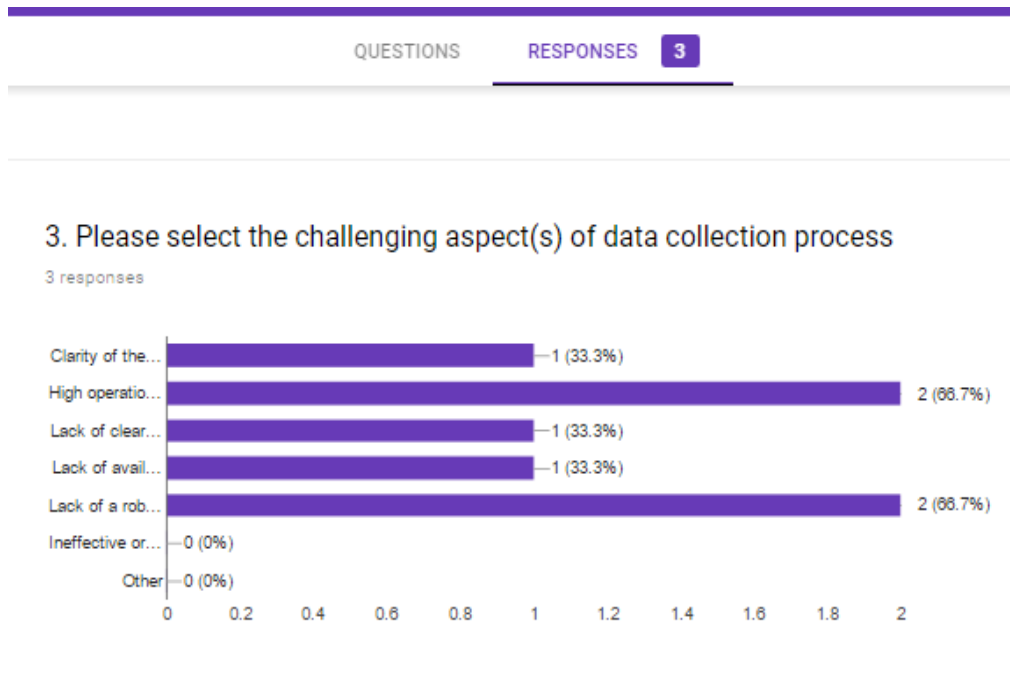 QUESTIONS RESPONSES 3
3. Please select the challenging aspect(s) of data collection process
3 responses
Clarity of the... 1 (33.3%)
High operatio... 2 (66.7%)
Lack of clear... 1 (33.3%)
Lack of avail... 1 (33.3%)
Lack of a rob... 2 (66.7%)
Ineffective or... 0 (0%)
Other 0 (0%)
0 0.2 0.4 0.6 0.8 1 1.2 1.4 1.6 1.8 2